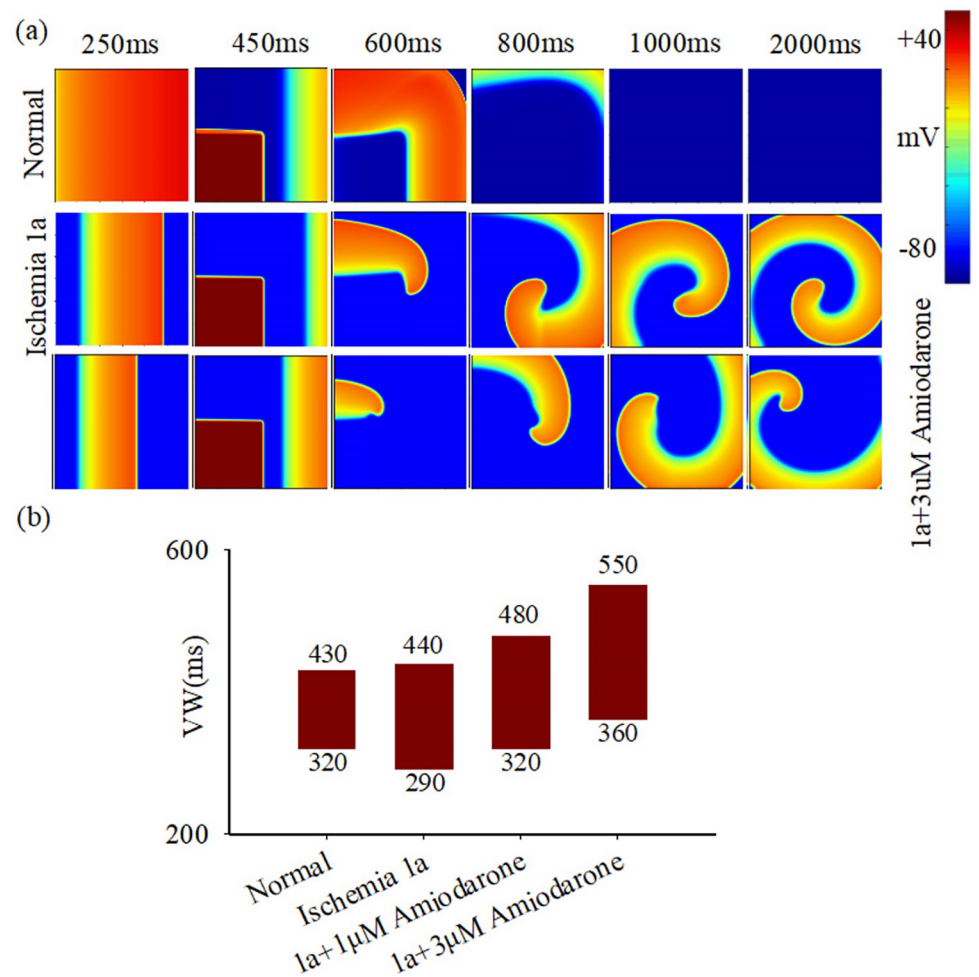 (a)
250ms 450ms 600ms 800ms 1000ms 2000ms
+40
mV
-80
Normal
Ischemia 1a
1a+3uM Amiodarone
(b)
600
VW(ms)
200
430 440 480 550
320 290 320 360
Normal
Ischemia 1a
1a+1μM Amiodarone
1a+3μM Amiodarone